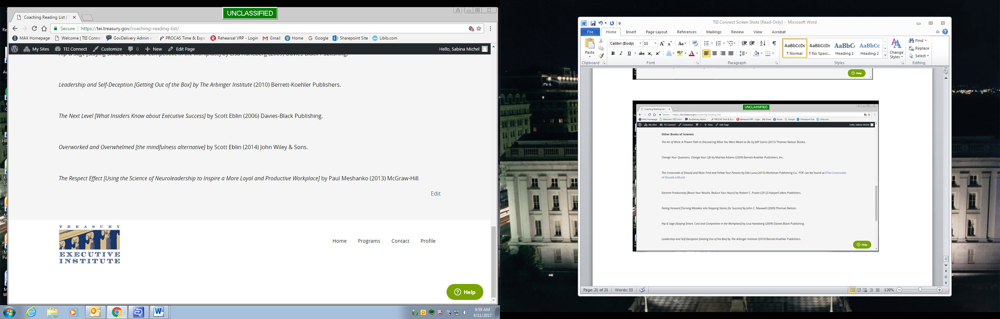 UNCLASSIFIED
Coaching Reading List | T
Secure | https://tei.treasury.gov/coaching-reading-list/
MAX Homepage Welcome | TEI Connec GovDelivery Admin » PROCAS Time & Expe Rehearsal VRP - Login Gmail Home Google Sharepoint Site Libib.com
My Sites TEI Connect Customize 0 New Edit Page Hello, Sabina Michel
Hip & Sage [Staying Smart, Cool and Competitive in the Workplace] by Lisa Haneberg (2009) Davies-Black Publishing.
Leadership and Self-Deception [Getting Out of the Box] by The Arbinger Institute (2010) Berrett-Koehler Publishers.
The Next Level [What Insiders Know about Executive Success] by Scott Eblin (2006) Davies-Black Publishing.
Overworked and Overwhelmed [the mindfulness alternative] by Scott Eblin (2014) John Wiley & Sons.
The Respect Effect [Using the Science of Neuroleadership to Inspire a More Loyal and Productive Workplace] by Paul Meshanko (2013) McGraw-Hill
Edit
TREASURY
EXECUTIVE
INSTITUTE
Home Programs Contact Profile
Help
9:59 AM
4/11/2017
TEI Connect Screen Shots [Read-Only] - Microsoft Word
File Home Insert Page Layout References Mailings Review View Acrobat
Calibri (Body) 11
Paste
Clipboard Font Paragraph Styles Editing
AaBbCcDc AaBbCcDc AaBbC AaBbCc
¶ Normal ¶ No Spaci... Heading 1 Heading 2
Change
Styles
Find
Replace
Select
Help
UNCLASSIFIED
Coaching Reading List |
Secure | https://tei.treasury.gov/coaching-reading-list/
MAX Homepage Welcome | TEI Conne GovDelivery Admin PROCAS Time & Expe Rehearsal VRP - Login Gmail Home Google Sharepoint Site Libib.com
My Sites TEI Connect Customize 0 New Edit Page Hello, Sabina Michel
Other Books of Interest
The Art of Work: A Proven Path to Discovering What You Were Meant to Do by Jeff Goins (2015) Thomas Nelson Books.
Change Your Questions, Change Your Life by Marilee Adams (2009) Berrett-Koehler Publishers, Inc.
The Crossroads of Should and Must: Find and Follow Your Passion by Elle Luna (2015) Workman Publishing Co. PDF can be found at (The-Crossroads-
of-Should-a-Must)
Extreme Productivity [Boost Your Results, Reduce Your Hours] by Robert C. Pozen (2012) HarperCollins Publishers.
Failing Forward [Turning Mistakes into Stepping Stones for Success] by John C. Maxwell (2000) Thomas Nelson.
Hip & Sage [Staying Smart, Cool and Competitive in the Workplace] by Lisa Haneberg (2009) Davies-Black Publishing.
Leadership and Self-Deception [Getting Out of the Box] by The Arbinger Institute (2010) Berrett-Koehler Publishers.
Help
Page: 21 of 21 Words: 33 120%